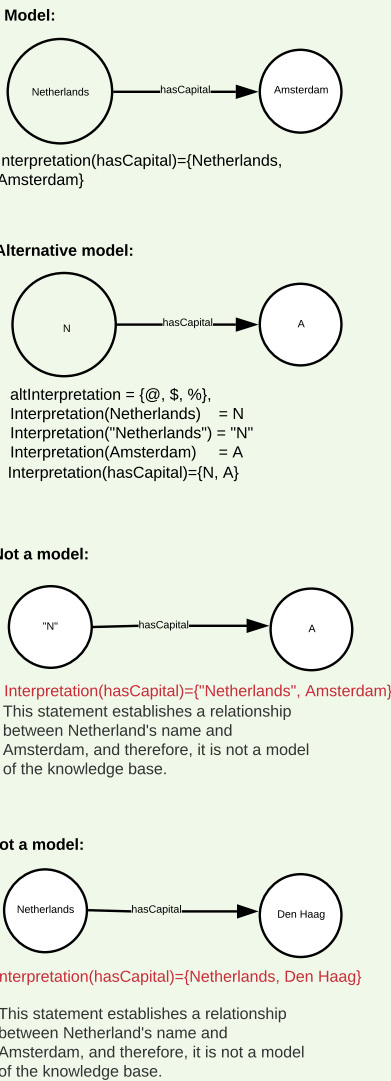 Model:
Netherlands
hasCapital
Amsterdam
nterpretation(hasCapital)={Netherlands,
Amsterdam}
Alternative model:
N
hasCapital
A
altInterpretation = {@, $, %},
Interpretation(Netherlands) = N
Interpretation("Netherlands") = "N"
Interpretation(Amsterdam) = A
Interpretation(hasCapital)={N, A}
Not a model:
"N"
hasCapital
A
Interpretation(hasCapital)={"Netherlands", Amsterdam}
This statement establishes a relationship
between Netherland's name and
Amsterdam, and therefore, it is not a model
of the knowledge base.
ot a model:
Netherlands
hasCapital
Den Haag
nterpretation(hasCapital)={Netherlands, Den Haag}
This statement establishes a relationship
between Netherland's name and
Amsterdam, and therefore, it is not a model
of the knowledge base.